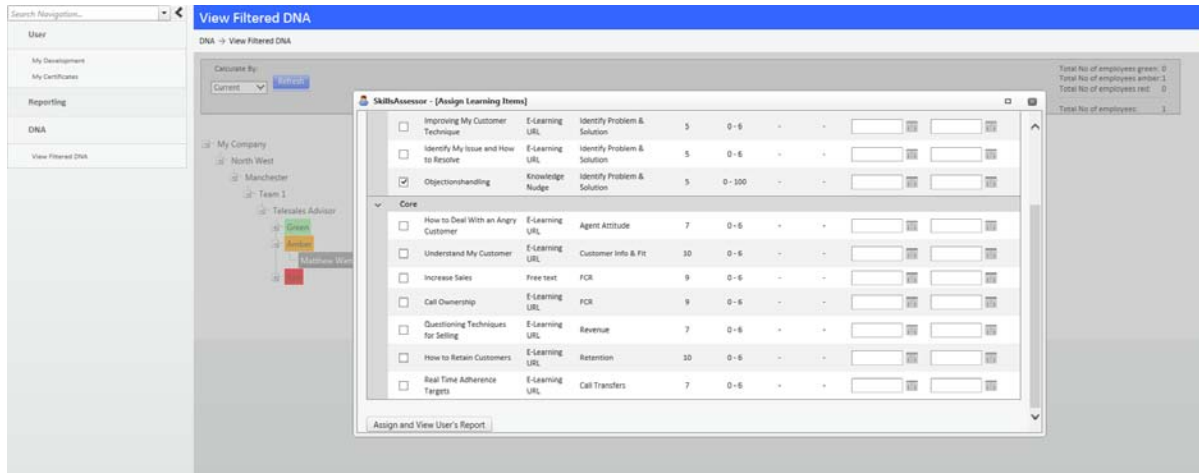 Search Navigation...
View Filtered DNA
User
DNA → View Filtered DNA
My Development
My Certificates
Reporting
DNA
View Filtered DNA
Calculate By:
Current
Refresh
Total No of employees green: 0
Total No of employees amber: 1
Total No of employees red: 0
Total No of employees: 1
My Company
North West
Manchester
Team 1
Telesales Advisor
Green
Amber
Matthew
SkillsAssessor - [Assign Learning Items]
Improving My Customer Technique E-Learning URL Identify Problem & Solution 5 0 - 6 - -
Identify My Issue and How to Resolve E-Learning URL Identify Problem & Solution 5 0 - 6 - -
Objectionshandling Knowledge Nudge Identify Problem & Solution 5 0 - 100 - -
Core
How to Deal With an Angry Customer E-Learning URL Agent Attitude 7 0 - 6 - -
Understand My Customer E-Learning URL Customer Info & Fit 10 0 - 6 - -
Increase Sales Free text FCR 9 0 - 6 - -
Call Ownership E-Learning URL FCR 9 0 - 6 - -
Questioning Techniques for Selling E-Learning URL Revenue 7 0 - 6 - -
How to Retain Customers E-Learning URL Retention 10 0 - 6 - -
Real Time Adherence Targets E-Learning URL Call Transfers 7 0 - 6 - -
Assign and View User's Report